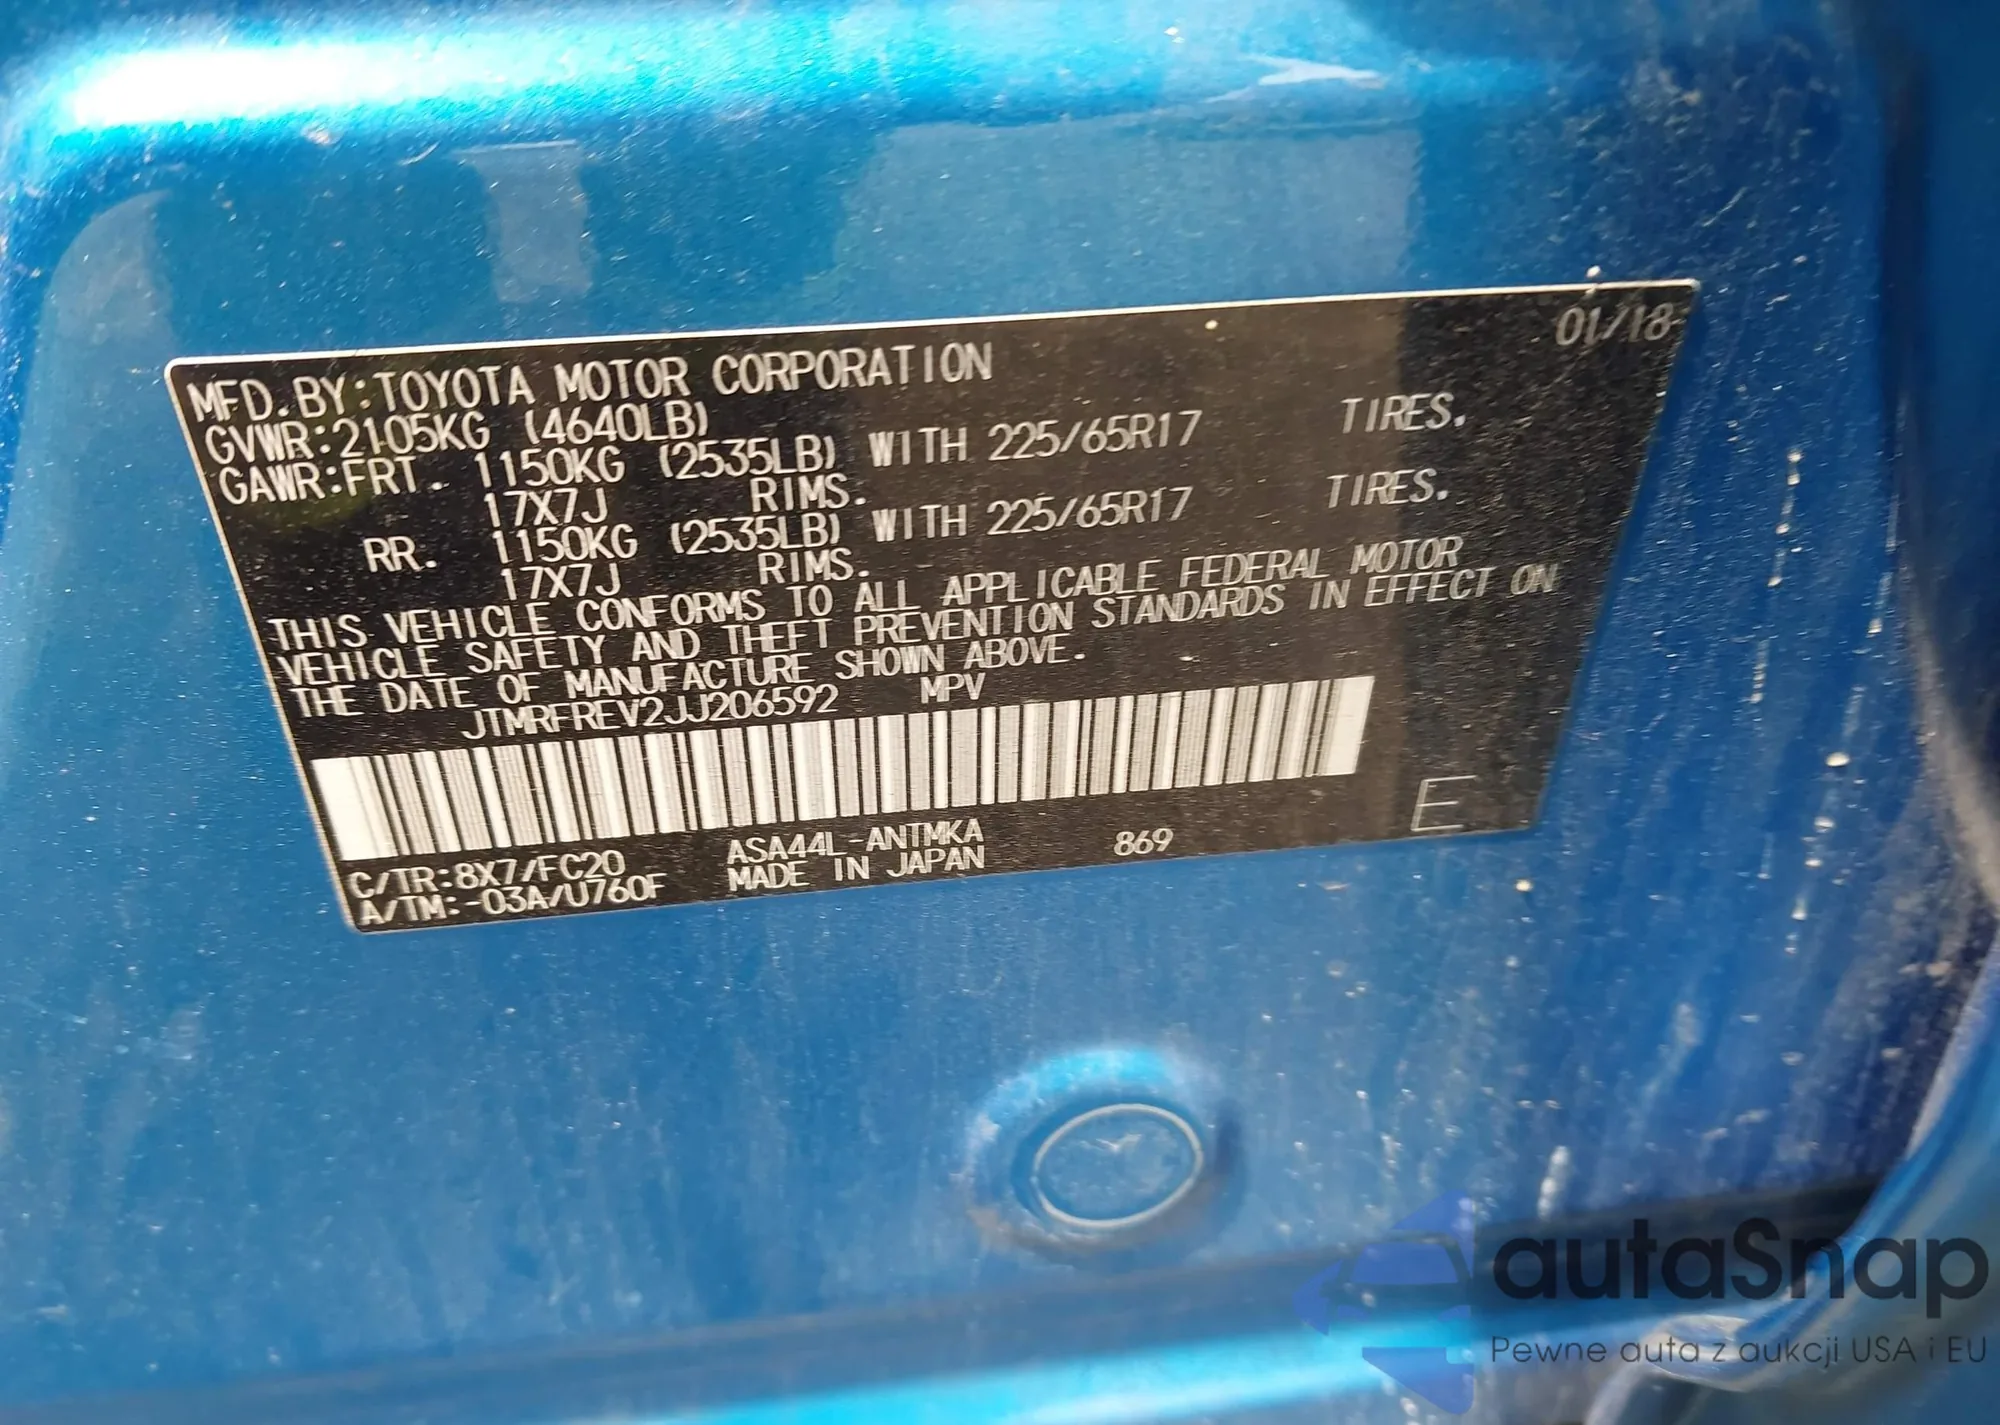 01/18
MFD. BY:TOYOTA MOTOR CORPORATION
GVWR:2105KG (4640LB)
GAWR:FRT. 1150KG (2535LB) WITH 225/65R17 TIRES.
17X7J RIMS.
RR. 1150KG (2535LB) WITH 225/65R17 TIRES.
17X7J RIMS.
THIS VEHICLE CONFORMS TO ALL APPLICABLE FEDERAL MOTOR
VEHICLE SAFETY AND THEFT PREVENTION STANDARDS IN EFFECT ON
THE DATE OF MANUFACTURE SHOWN ABOVE.
JTMRFREV2JJ206592 MPV
E
C/TR:8X7/FC20 ASA44L-ANTMKA 869
A/TM:-03A/U760F MADE IN JAPAN
autaSnap
Pewne auta z aukcji USA i EU